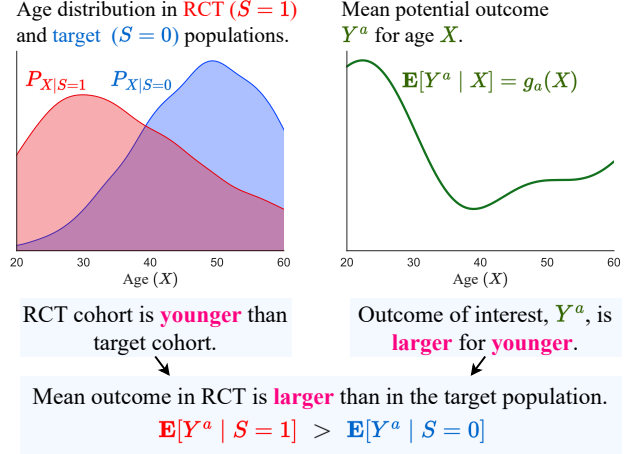 Age distribution in RCT (S = 1)
and target (S = 0) populations.
P_{X|S=1}
P_{X|S=0}
20 30 40 50 60
Age (X)
Mean potential outcome
Y^a for age X.
𝐄[Y^a | X] = g_a(X)
20 30 40 50 60
Age (X)
RCT cohort is younger than
target cohort.
Outcome of interest, Y^a, is
larger for younger.
Mean outcome in RCT is larger than in the target population.
𝐄[Y^a | S = 1] > 𝐄[Y^a | S = 0]